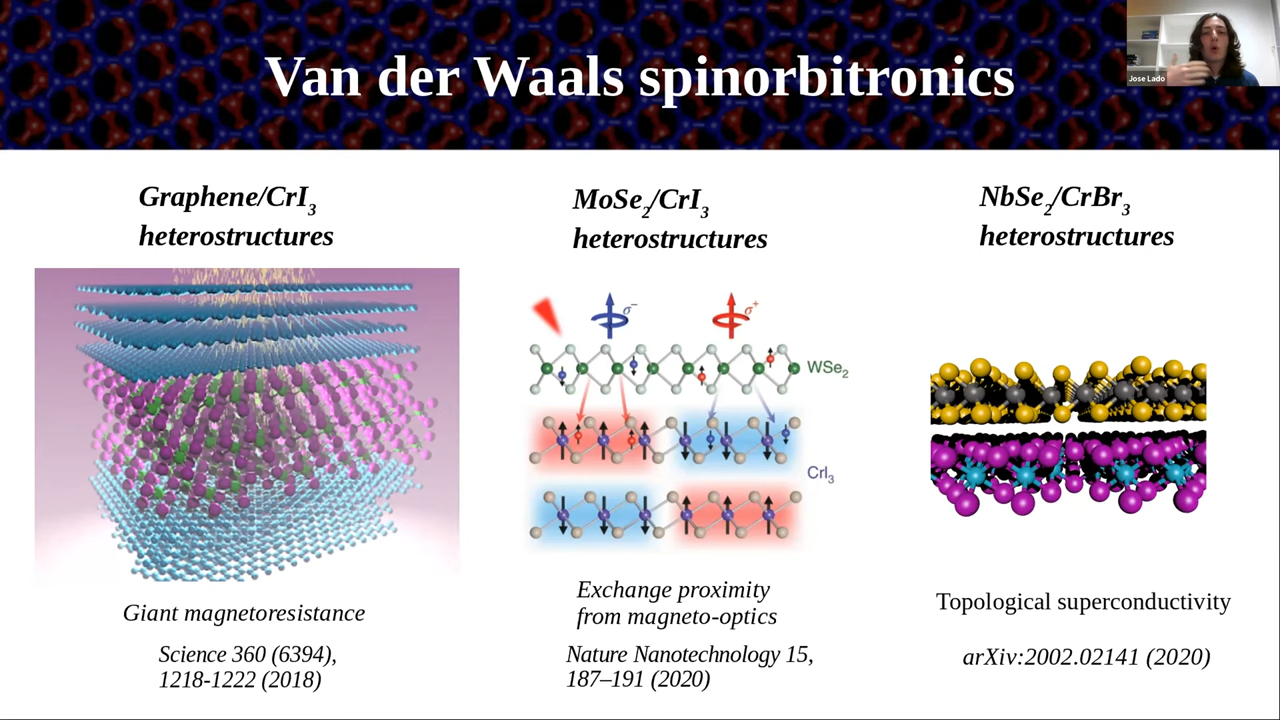 Van der Waals spinorbitronics
Jose Lado
Graphene/CrI3
heterostructures
Giant magnetoresistance
Science 360 (6394),
1218-1222 (2018)
MoSe2/CrI3
heterostructures
σ− σ+
WSe2
CrI3
Exchange proximity
from magneto-optics
Nature Nanotechnology 15,
187–191 (2020)
NbSe2/CrBr3
heterostructures
Topological superconductivity
arXiv:2002.02141 (2020)